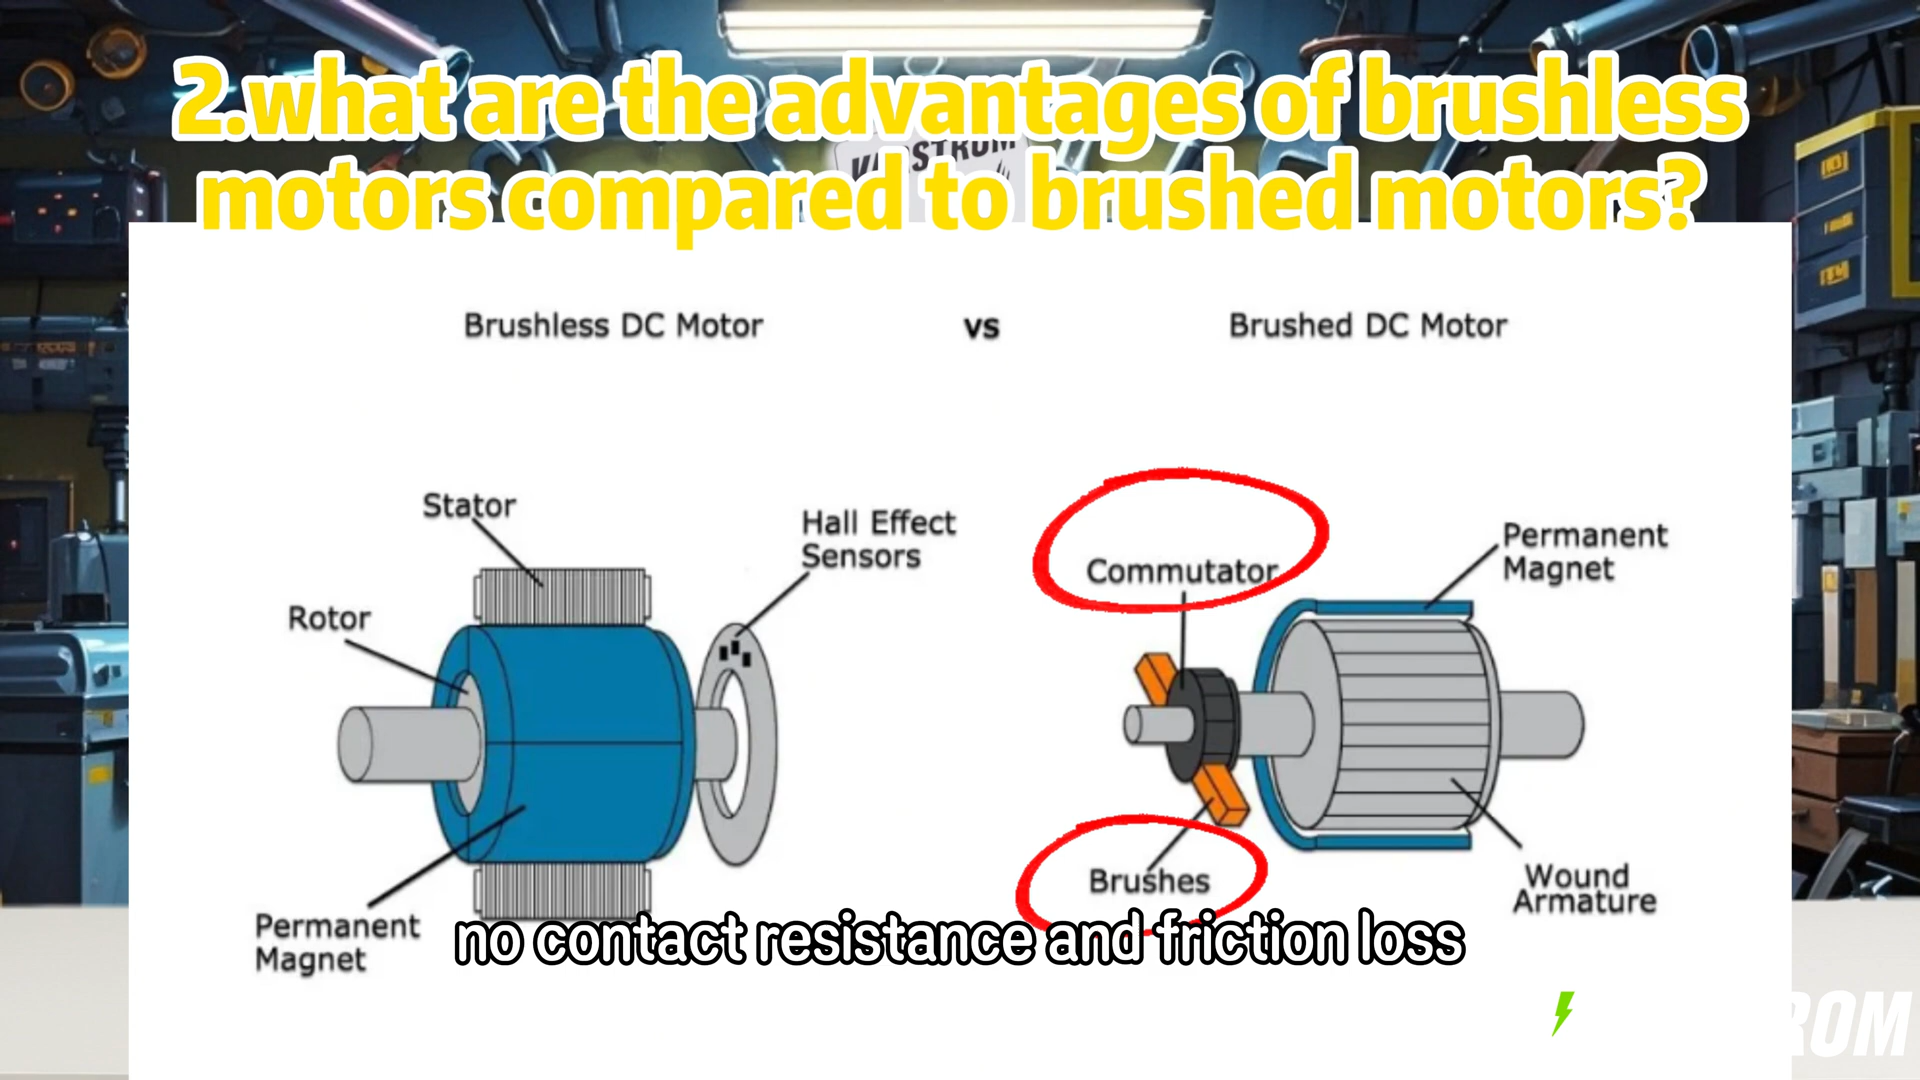 2.what are the advantages of brushless
motors compared to brushed motors?
Brushless DC Motor vs Brushed DC Motor
Stator
Hall Effect
Sensors
Rotor
Permanent
Magnet
Commutator
Permanent
Magnet
Brushes
Wound
Armature
no contact resistance and friction loss